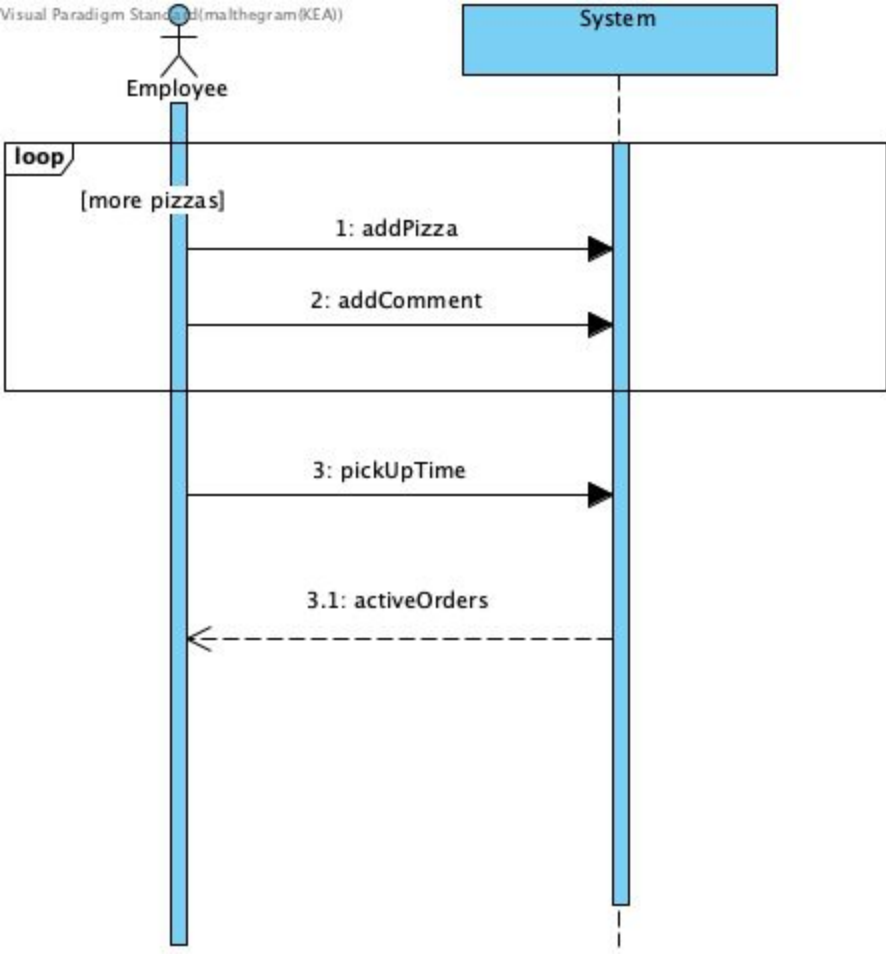 Visual Paradigm Standard(malthegram(KEA))
System
Employee
loop
[more pizzas]
1: addPizza
2: addComment
3: pickUpTime
3.1: activeOrders